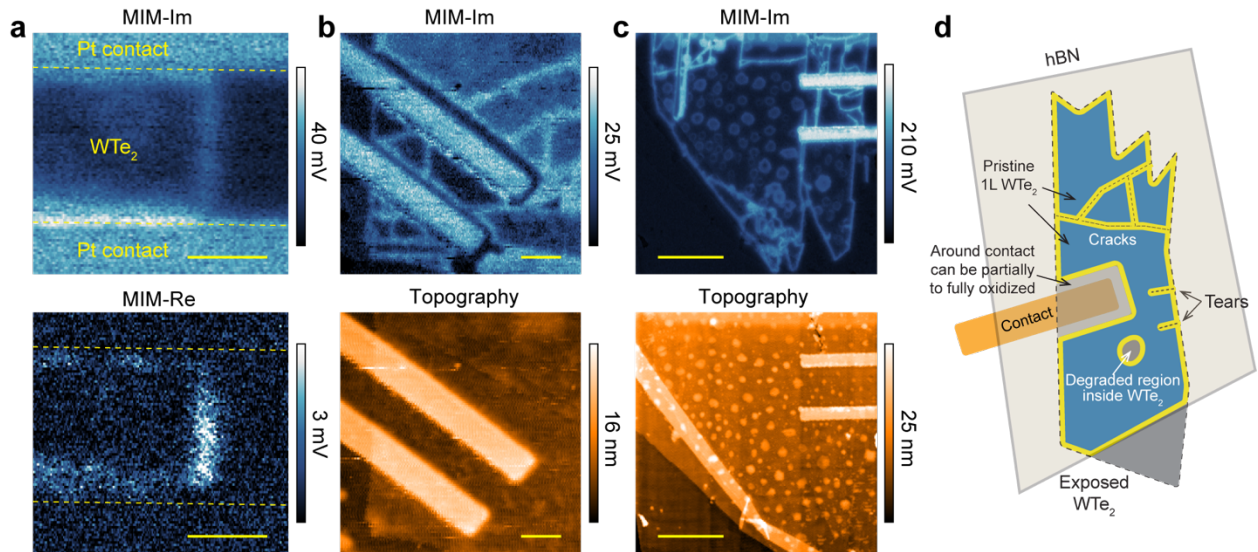 a
MIM-Im
Pt contact
WTe₂
Pt contact
40 mV
MIM-Re
3 mV
b
MIM-Im
25 mV
Topography
16 nm
c
MIM-Im
210 mV
Topography
25 nm
d
hBN
Pristine
1L WTe₂
Cracks
Around contact
can be partially
to fully oxidized
Contact
Tears
Degraded region
inside WTe₂
Exposed
WTe₂